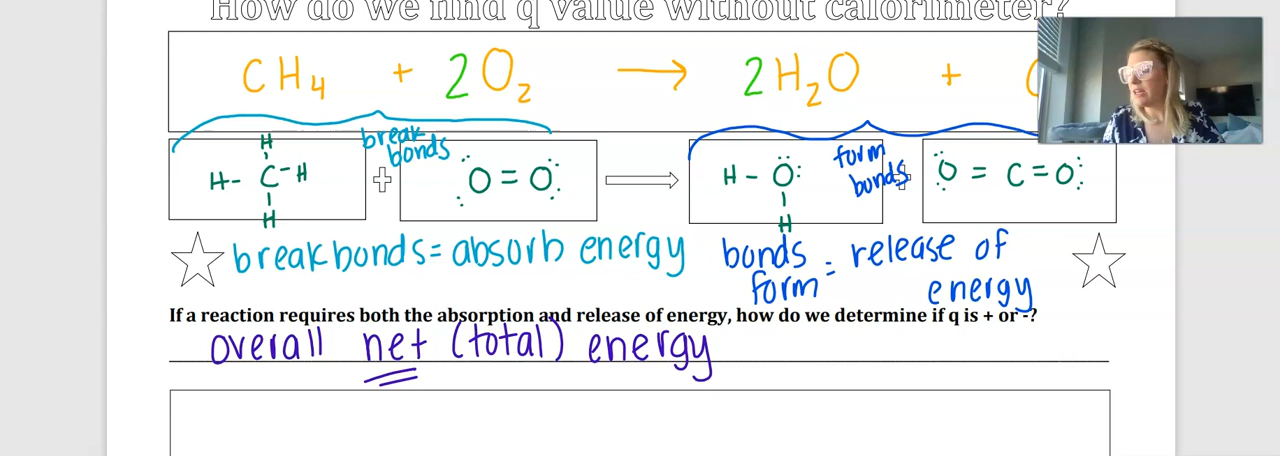 How do we find q value without calorimeter?
CH4 + 2O2 → 2H2O +
break bonds
form bonds
H
H - C - H + O = O → H - O: + O = C = O
H
H
break bonds = absorb energy
bonds form = release of energy
If a reaction requires both the absorption and release of energy, how do we determine if q is + or -?
overall net (total) energy